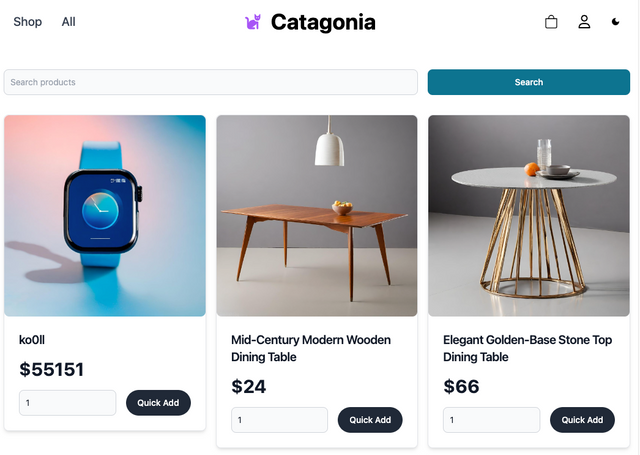 Shop
All
Catagonia
Search products
Search
ko0ll
$55151
1
Quick Add
Mid-Century Modern Wooden
Dining Table
$24
1
Quick Add
Elegant Golden-Base Stone Top
Dining Table
$66
1
Quick Add